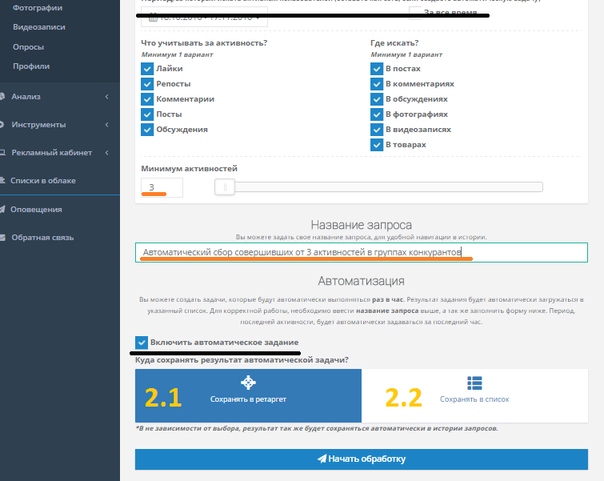 Фотографии
Видеозаписи
Опросы
Профили
Анализ
Инструменты
Рекламный кабинет
Списки в облаке
Оповещения
Обратная связь
За все время
Что учитывать за активность?
Минимум 1 вариант
Лайки
Репосты
Комментарии
Посты
Обсуждения
Где искать?
Минимум 1 вариант
В постах
В комментариях
В обсуждениях
В фотографиях
В видеозаписях
В товарах
Минимум активностей
3
Название запроса
Вы можете задать свое название запроса, для удобной навигации в истории.
Автоматический сбор совершивших от 3 активностей в группах конкурантов
Автоматизация
Вы можете создать задачи, которые будут автоматически выполняться раз в час. Результат задания будет автоматически загружаться в
указанный список. Для корректной работы, необходимо ввести название запроса выше, а так же заполнить форму ниже. Период,
последней активности, будет автоматически задаваться за последний час.
Включить автоматическое задание
Куда сохранять результат автоматической задачи?
2.1
Сохранять в ретаргет
2.2
Сохранять в список
*В не зависимости от выбора, результат так же будет сохраняться автоматически в истории запросов.
Начать обработку